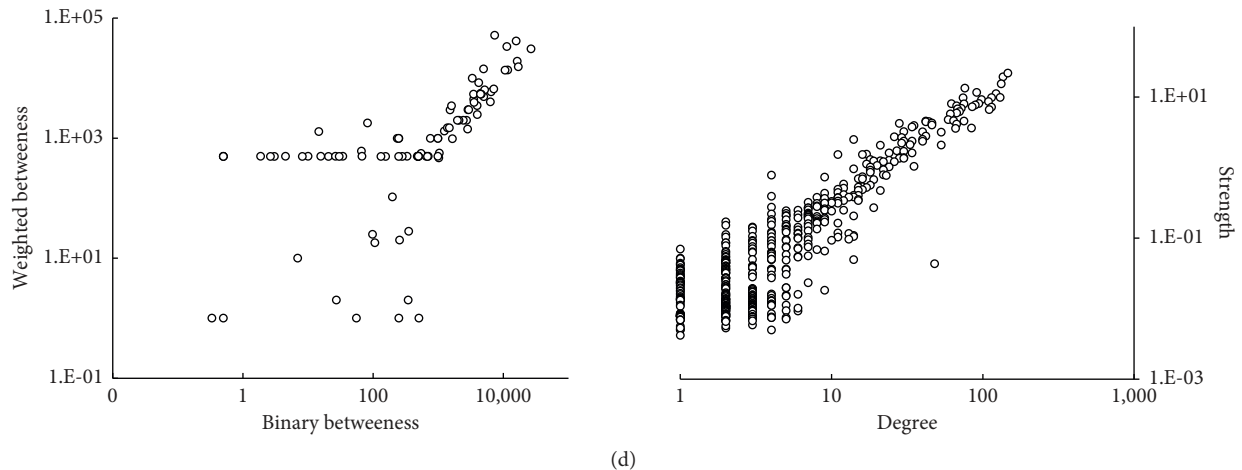 Weighted betweeness
1.E+05
1.E+03
1.E+01
1.E–01
0
1
100
10,000
Binary betweeness
1.E+01
1.E–01
1.E–03
Strength
1
10
100
1,000
Degree
(d)